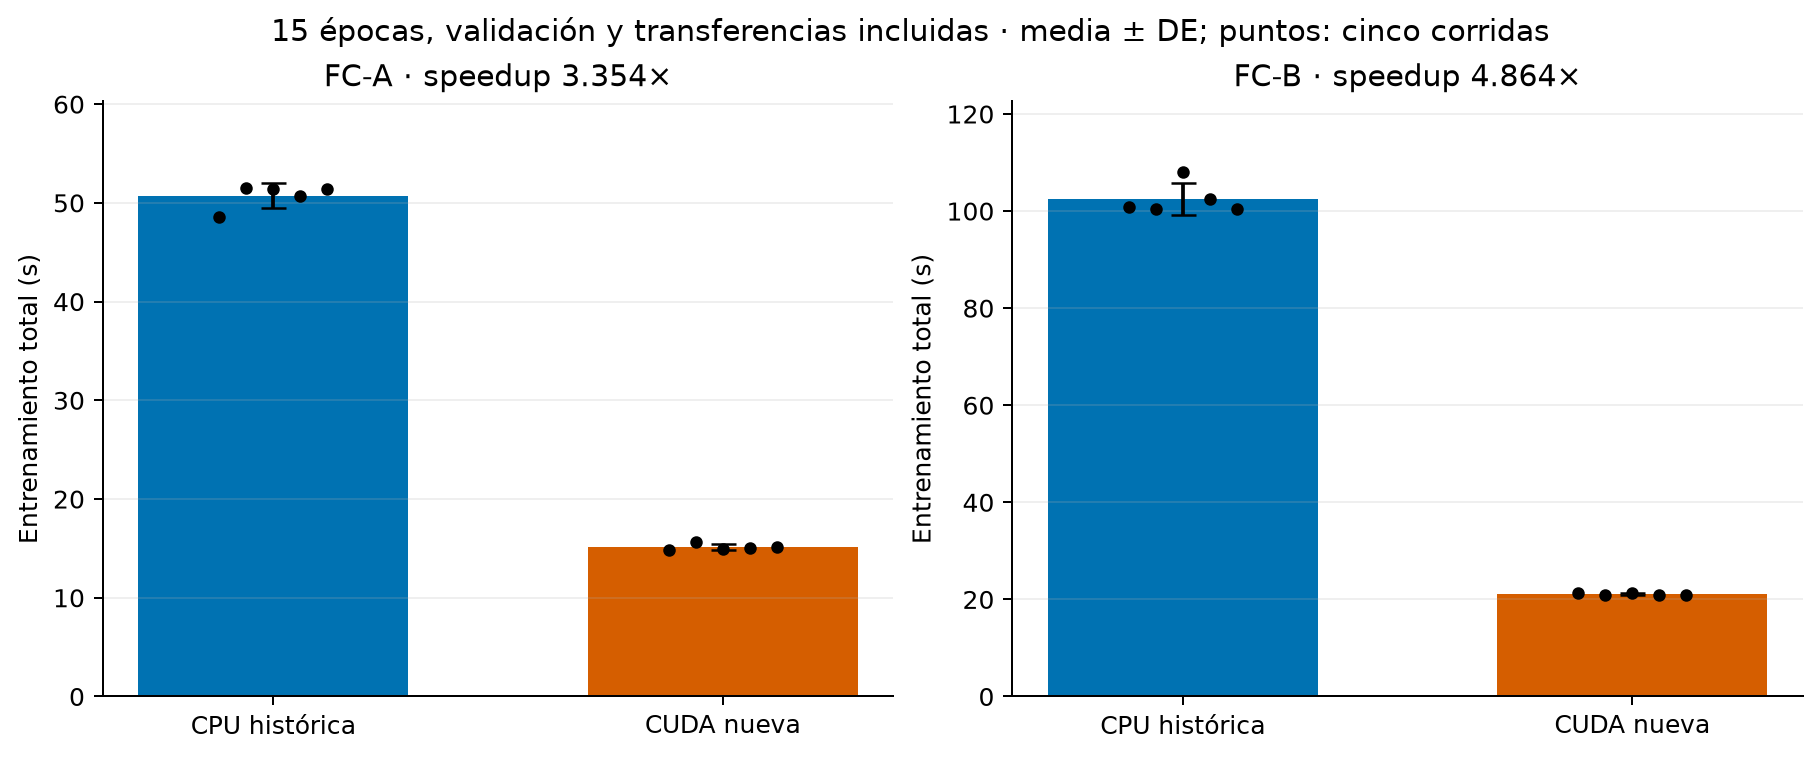 15 épocas, validación y transferencias incluidas · media ± DE; puntos: cinco corridas
FC-A · speedup 3.354×
Entrenamiento total (s)
60
50
40
30
20
10
0
CPU histórica
CUDA nueva
FC-B · speedup 4.864×
Entrenamiento total (s)
120
100
80
60
40
20
0
CPU histórica
CUDA nueva